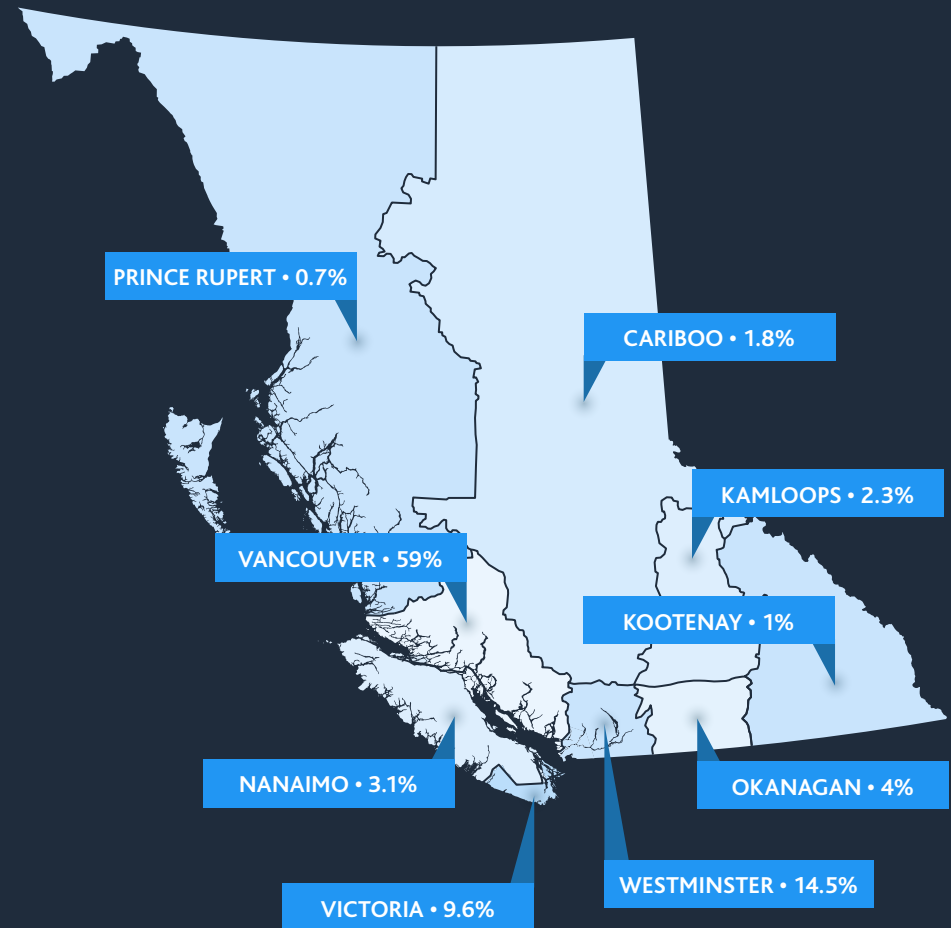 PRINCE RUPERT • 0.7%
CARIBOO • 1.8%
KAMLOOPS • 2.3%
VANCOUVER • 59%
KOOTENAY • 1%
NANAIMO • 3.1%
OKANAGAN • 4%
WESTMINSTER • 14.5%
VICTORIA • 9.6%